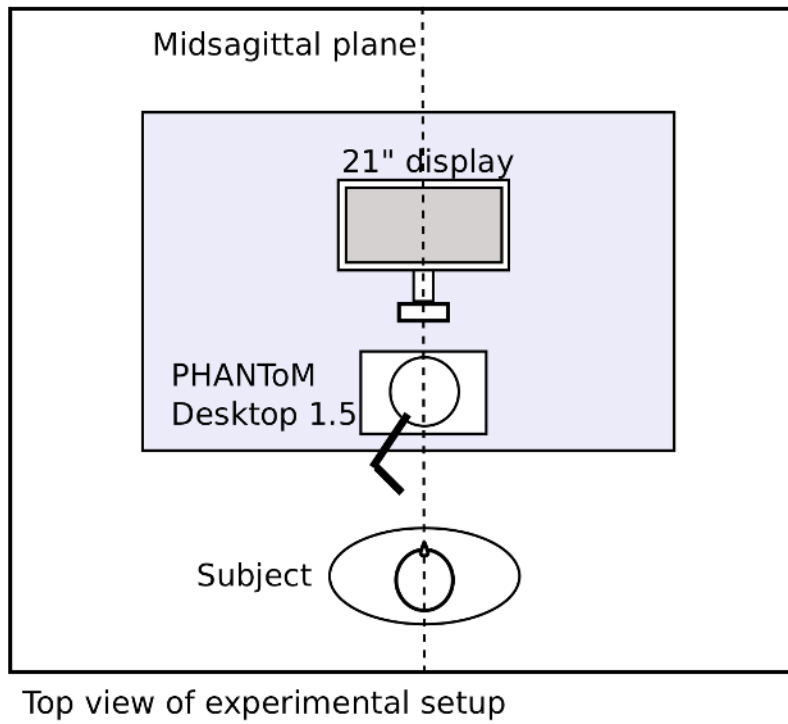 Midsagittal plane
21" display
PHANToM
Desktop 1.5
Subject
Top view of experimental setup